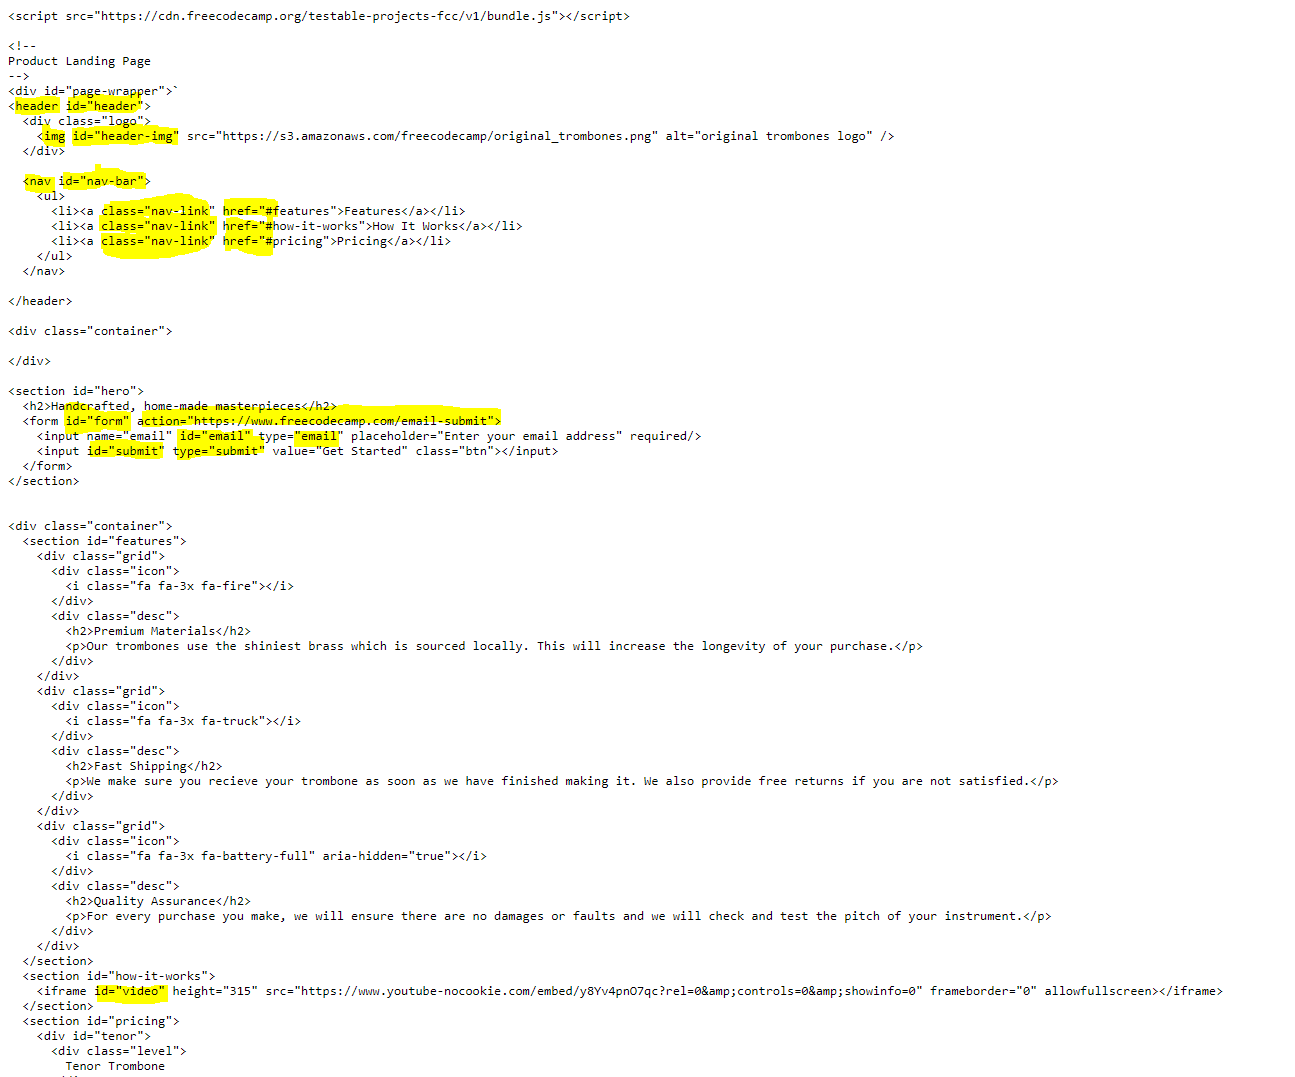 <script src="https://cdn.freecodecamp.org/testable-projects-fcc/v1/bundle.js"></script>
<!--
Product Landing Page
-->
<div id="page-wrapper">`
<header id="header">
<div class="logo">
<img id="header-img" src="https://s3.amazonaws.com/freecodecamp/original_trombones.png" alt="original trombones logo" />
</div>
<nav id="nav-bar">
<ul>
<li><a class="nav-link" href="#features">Features</a></li>
<li><a class="nav-link" href="#how-it-works">How It Works</a></li>
<li><a class="nav-link" href="#pricing">Pricing</a></li>
</ul>
</nav>
</header>
<div class="container">
</div>
<section id="hero">
<h2>Handcrafted, home-made masterpieces</h2>
<form id="form" action="https://www.freecodecamp.com/email-submit">
<input name="email" id="email" type="email" placeholder="Enter your email address" required/>
<input id="submit" type="submit" value="Get Started" class="btn"></input>
</form>
</section>
<div class="container">
<section id="features">
<div class="grid">
<div class="icon">
<i class="fa fa-3x fa-fire"></i>
</div>
<div class="desc">
<h2>Premium Materials</h2>
<p>Our trombones use the shiniest brass which is sourced locally. This will increase the longevity of your purchase.</p>
</div>
</div>
<div class="grid">
<div class="icon">
<i class="fa fa-3x fa-truck"></i>
</div>
<div class="desc">
<h2>Fast Shipping</h2>
<p>We make sure you recieve your trombone as soon as we have finished making it. We also provide free returns if you are not satisfied.</p>
</div>
</div>
<div class="grid">
<div class="icon">
<i class="fa fa-3x fa-battery-full" aria-hidden="true"></i>
</div>
<div class="desc">
<h2>Quality Assurance</h2>
<p>For every purchase you make, we will ensure there are no damages or faults and we will check and test the pitch of your instrument.</p>
</div>
</div>
</section>
<section id="how-it-works">
<iframe id="video" height="315" src="https://www.youtube-nocookie.com/embed/y8Yv4pnO7qc?rel=0&amp;controls=0&amp;showinfo=0" frameborder="0" allowfullscreen></iframe>
</section>
<section id="pricing">
<div id="tenor">
<div class="level">
Tenor Trombone